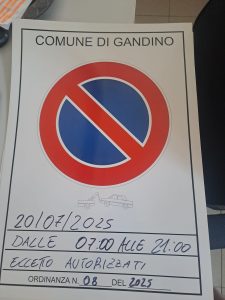 COMUNE DI GANDINO
20/07/2025
DALLE 07.00 ALLE 21.00
ECCETO AUTORIZZATI
ORDINANZA N. 08 DEL 2025